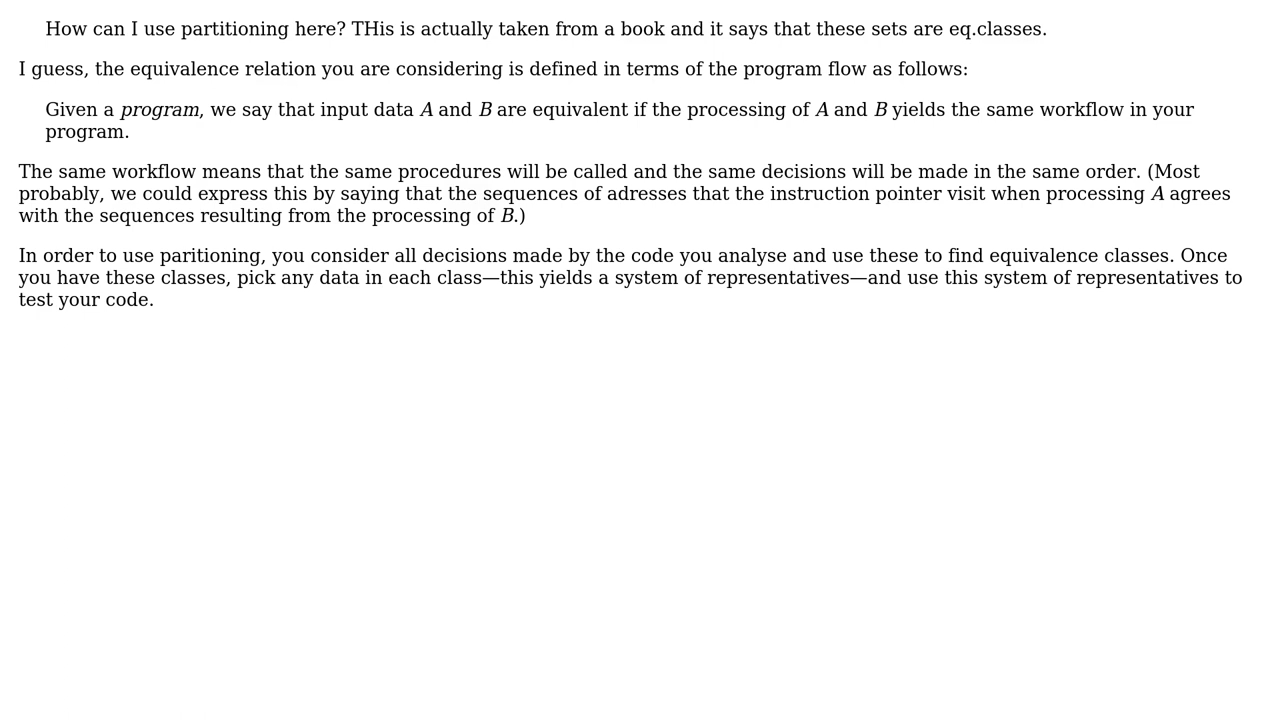 How can I use partitioning here? THis is actually taken from a book and it says that these sets are eq.classes.
I guess, the equivalence relation you are considering is defined in terms of the program flow as follows:
Given a program, we say that input data A and B are equivalent if the processing of A and B yields the same workflow in your
program.
The same workflow means that the same procedures will be called and the same decisions will be made in the same order. (Most
probably, we could express this by saying that the sequences of adresses that the instruction pointer visit when processing A agrees
with the sequences resulting from the processing of B.)
In order to use paritioning, you consider all decisions made by the code you analyse and use these to find equivalence classes. Once
you have these classes, pick any data in each class—this yields a system of representatives—and use this system of representatives to
test your code.